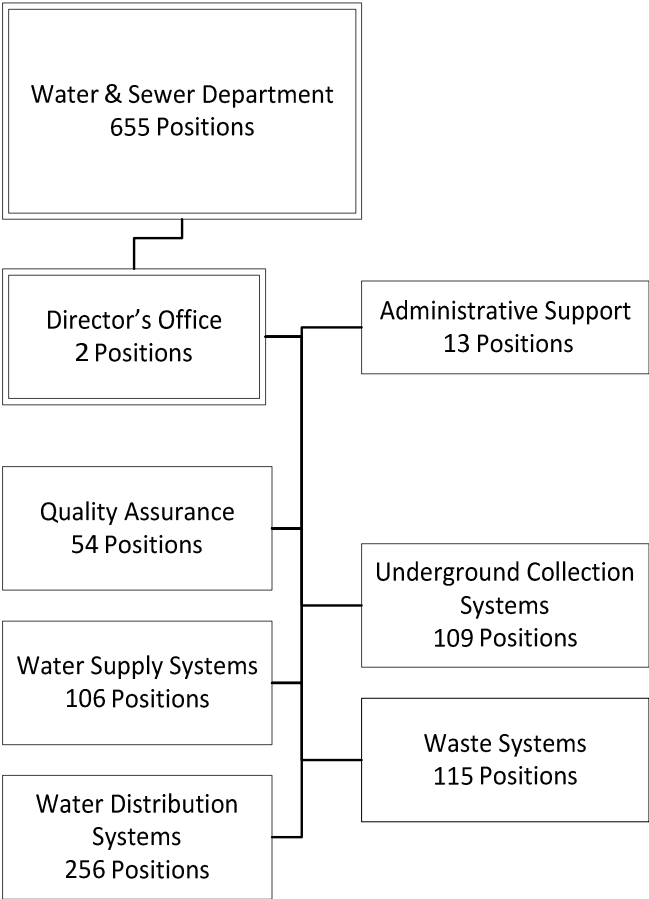 Water & Sewer Department
655 Positions
Director’s Office
2 Positions
Administrative Support
13 Positions
Quality Assurance
54 Positions
Underground Collection
Systems
109 Positions
Water Supply Systems
106 Positions
Waste Systems
115 Positions
Water Distribution
Systems
256 Positions